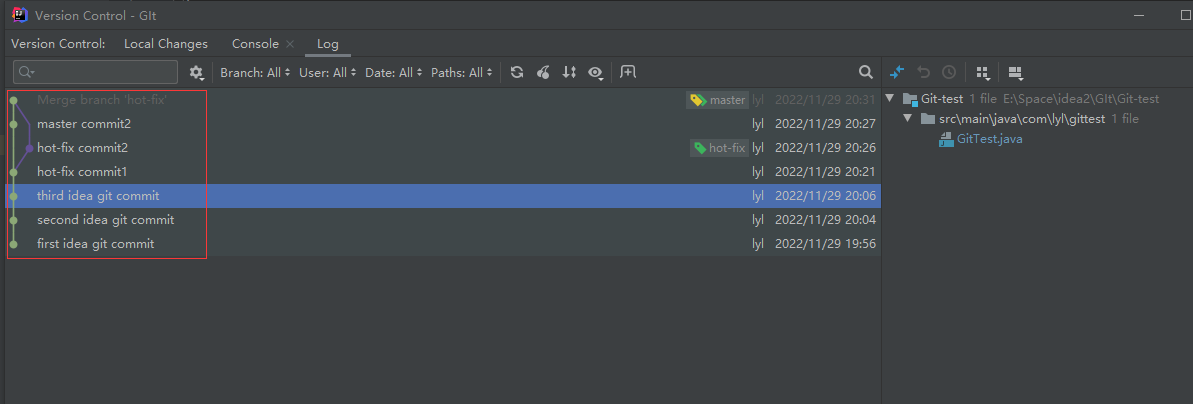 Version Control - GIt
Version Control: Local Changes Console Log
Branch: All User: All Date: All Paths: All
Merge branch 'hot-fix' master lyl 2022/11/29 20:31
master commit2 lyl 2022/11/29 20:27
hot-fix commit2 hot-fix lyl 2022/11/29 20:26
hot-fix commit1 lyl 2022/11/29 20:21
third idea git commit lyl 2022/11/29 20:06
second idea git commit lyl 2022/11/29 20:04
first idea git commit lyl 2022/11/29 19:56
Git-test 1 file E:\Space\idea2\GIt\Git-test
src\main\java\com\lyl\gittest 1 file
GitTest.java